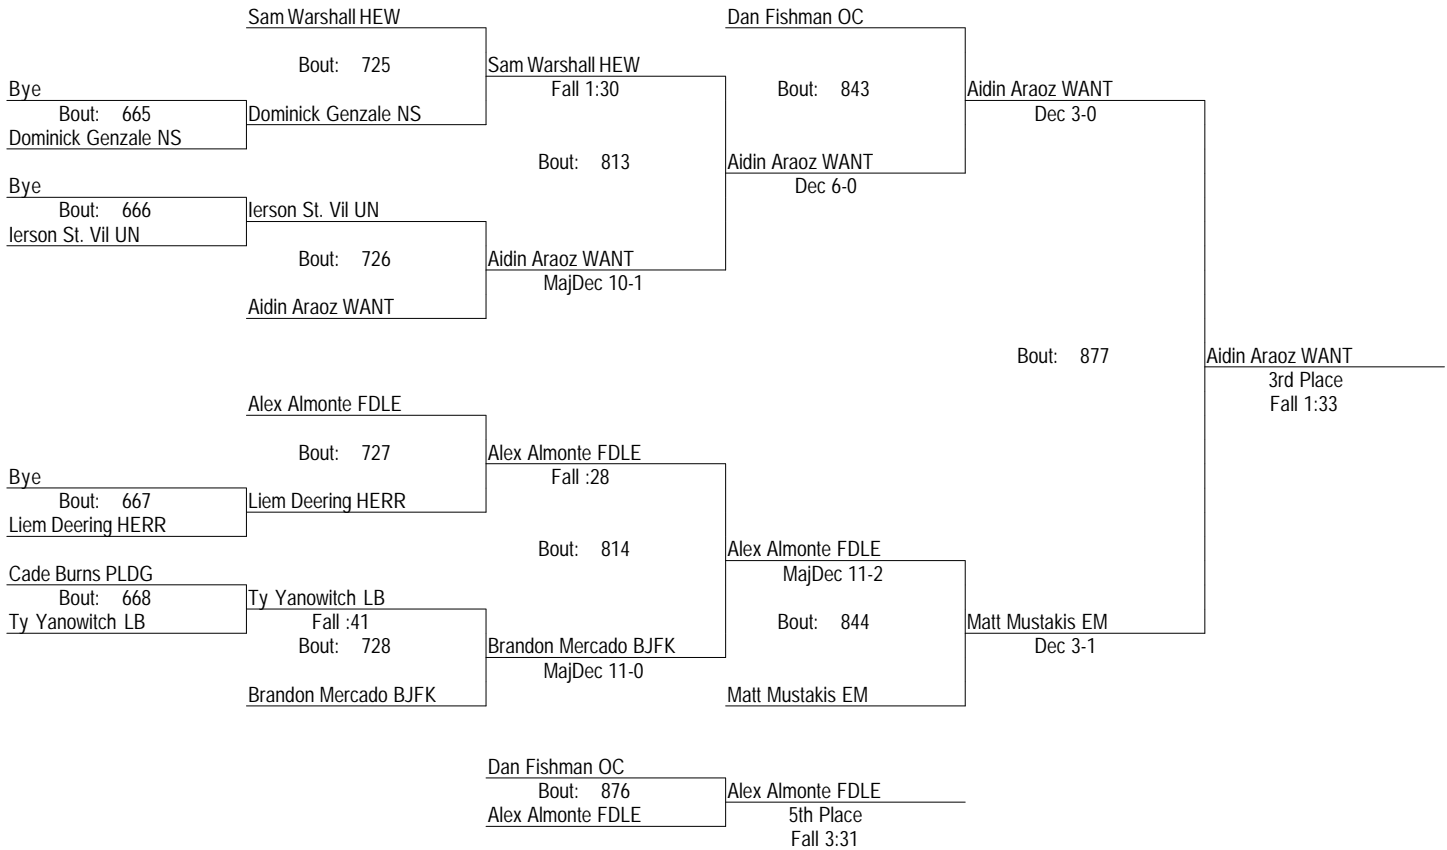 Sam Warshall HEW
Dan Fishman OC
Bout: 725
Sam Warshall HEW
Fall 1:30
Bye
Bout: 665
Dominick Genzale NS
Dominick Genzale NS
Bout: 843
Aidin Araoz WANT
Dec 3-0
Bout: 813
Aidin Araoz WANT
Dec 6-0
Bye
Bout: 666
Ierson St. Vil UN
Ierson St. Vil UN
Bout: 726
Aidin Araoz WANT
MajDec 10-1
Aidin Araoz WANT
Bout: 877
Aidin Araoz WANT
3rd Place
Fall 1:33
Alex Almonte FDLE
Bout: 727
Alex Almonte FDLE
Fall :28
Bye
Bout: 667
Liem Deering HERR
Liem Deering HERR
Bout: 814
Alex Almonte FDLE
MajDec 11-2
Cade Burns PLDG
Bout: 668
Ty Yanowitch LB
Ty Yanowitch LB
Fall :41
Bout: 728
Brandon Mercado BJFK
MajDec 11-0
Brandon Mercado BJFK
Bout: 844
Matt Mustakis EM
Dec 3-1
Matt Mustakis EM
Dan Fishman OC
Bout: 876
Alex Almonte FDLE
Alex Almonte FDLE
5th Place
Fall 3:31